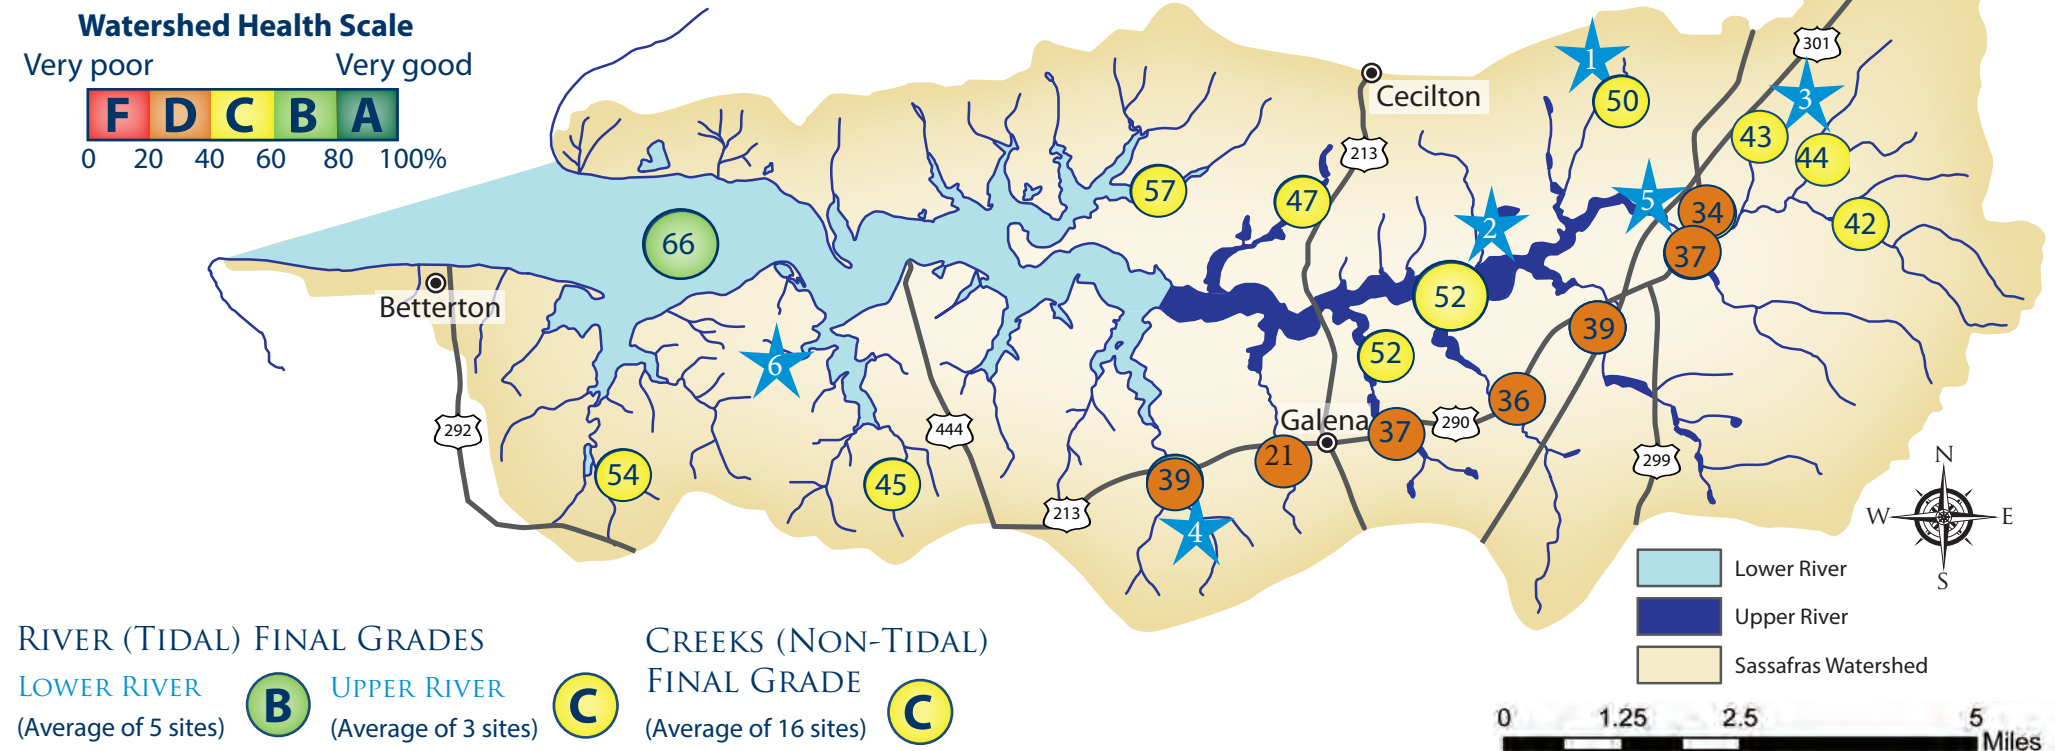 Watershed Health Scale
Very poor Very good
F D C B A
0 20 40 60 80 100%
301
1
3
Cecilton
50
43
44
213
57
47
5
34
2
42
66
37
Betterton
52
39
52
6
36
292
444
Galena
37
290
21
299
54
45
39
213
4
N
W E
S
Lower River
Upper River
Sassafras Watershed
River (Tidal) Final Grades
Lower River
(Average of 5 sites)
B
Upper River
(Average of 3 sites)
C
Creeks (Non-Tidal)
Final Grade
(Average of 16 sites)
C
0 1.25 2.5 5
Miles